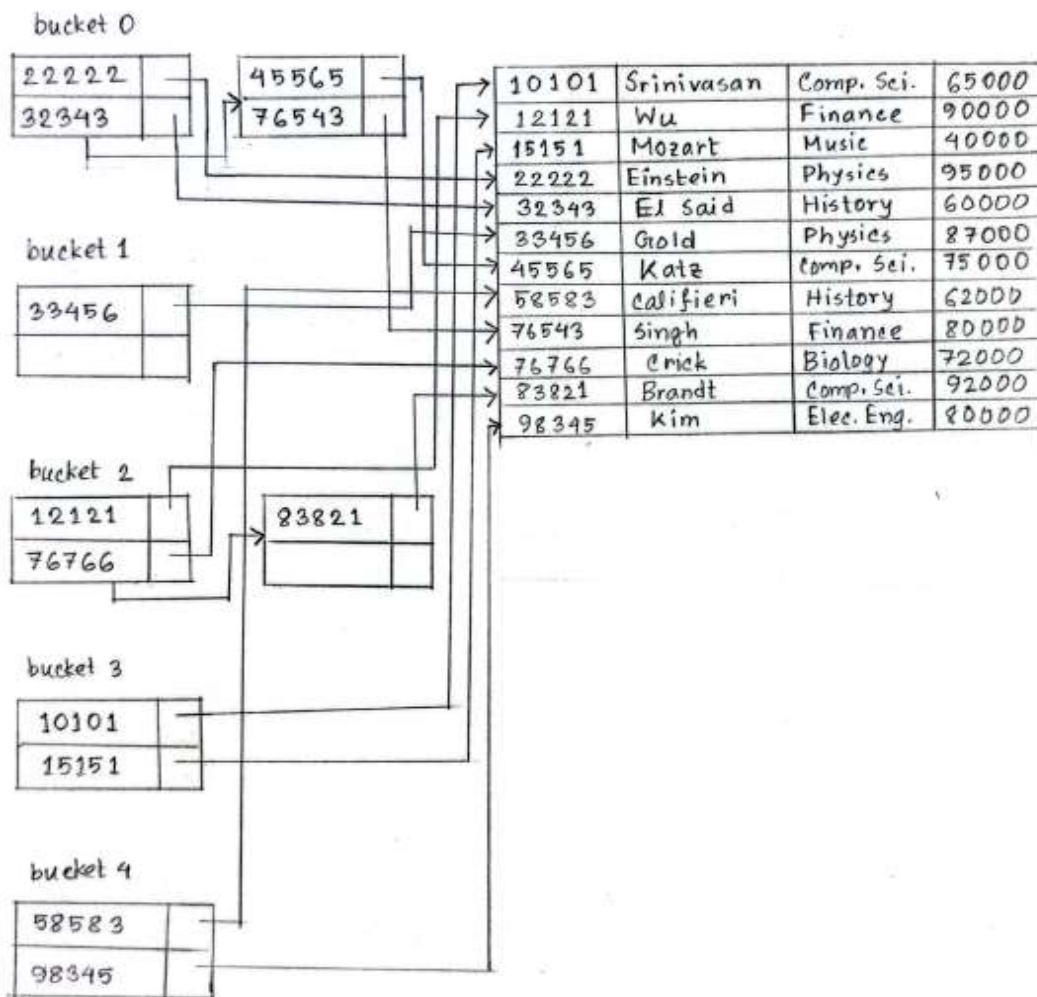 bucket 0
22222
32343
45565
76543
bucket 1
33456
bucket 2
12121
76766
83821
bucket 3
10101
15151
bucket 4
58583
98345
10101 Srinivasan Comp. Sci. 65000
12121 Wu Finance 90000
15151 Mozart Music 40000
22222 Einstein Physics 95000
32343 El Said History 60000
33456 Gold Physics 87000
45565 Katz Comp. Sci. 75000
58583 califieri History 62000
76543 Singh Finance 80000
76766 Crick Biology 72000
83821 Brandt Comp. Sci. 92000
98345 Kim Elec. Eng. 80000